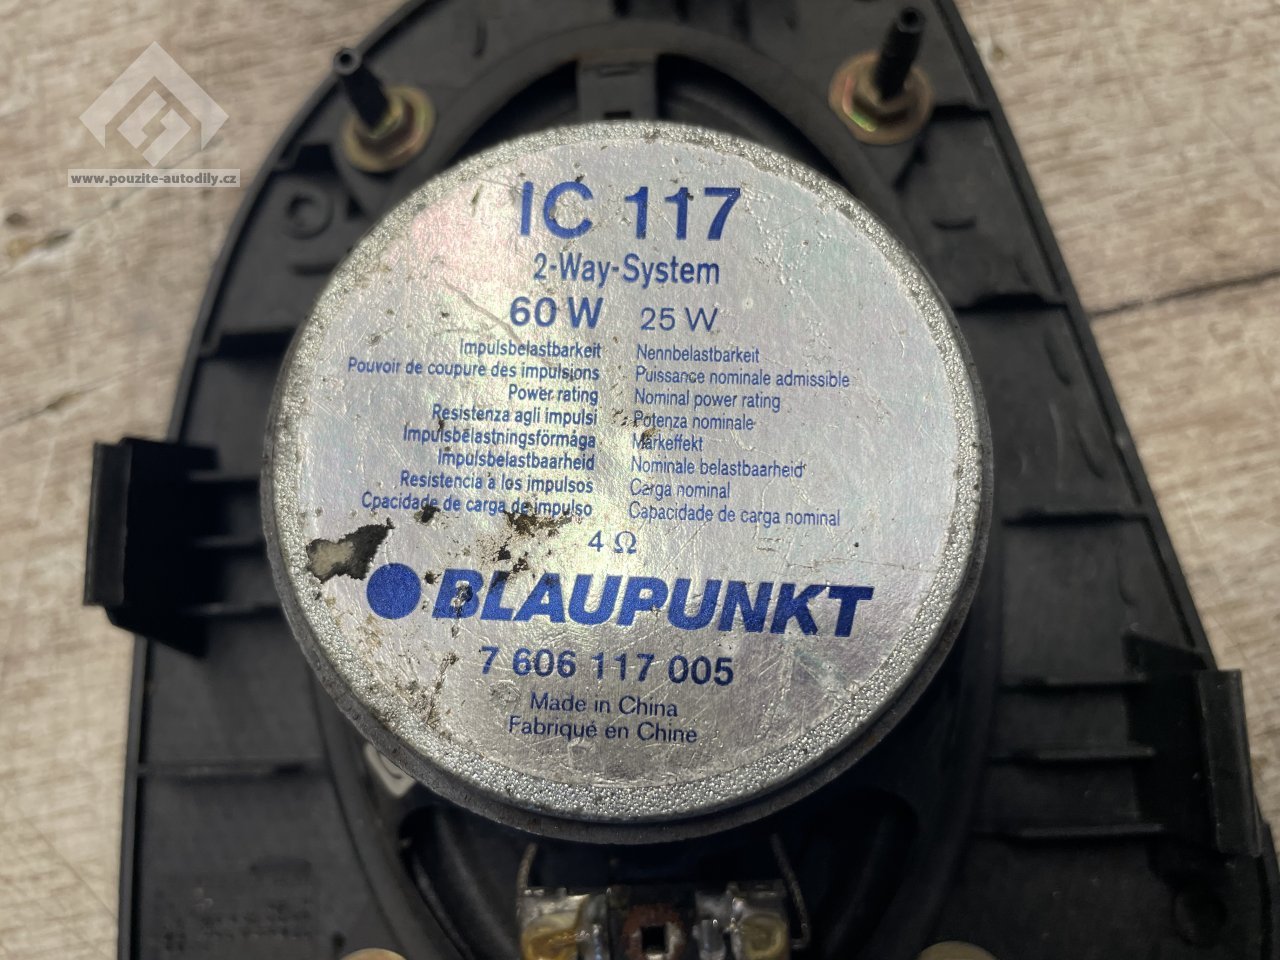 www.pouzite-autodily.cz
IC 117
2-Way-System
60 W 25 W
Impulsbelastbarkeit Nennbelastbarkeit
Pouvoir de coupure des impulsions Puissance nominale admissible
Power rating Nominal power rating
Resistenza agli impulsi Potenza nominale
Impulsbelastningsförmåga Märkeffekt
Impulsbelastbaarheid Nominale belastbaarheid
Resistencia a los impulsos Carga nominal
Cpacidade de carga de impulso Capacidade de carga nominal
4 Ω
BLAUPUNKT
7 606 117 005
Made in China
Fabriqué en Chine